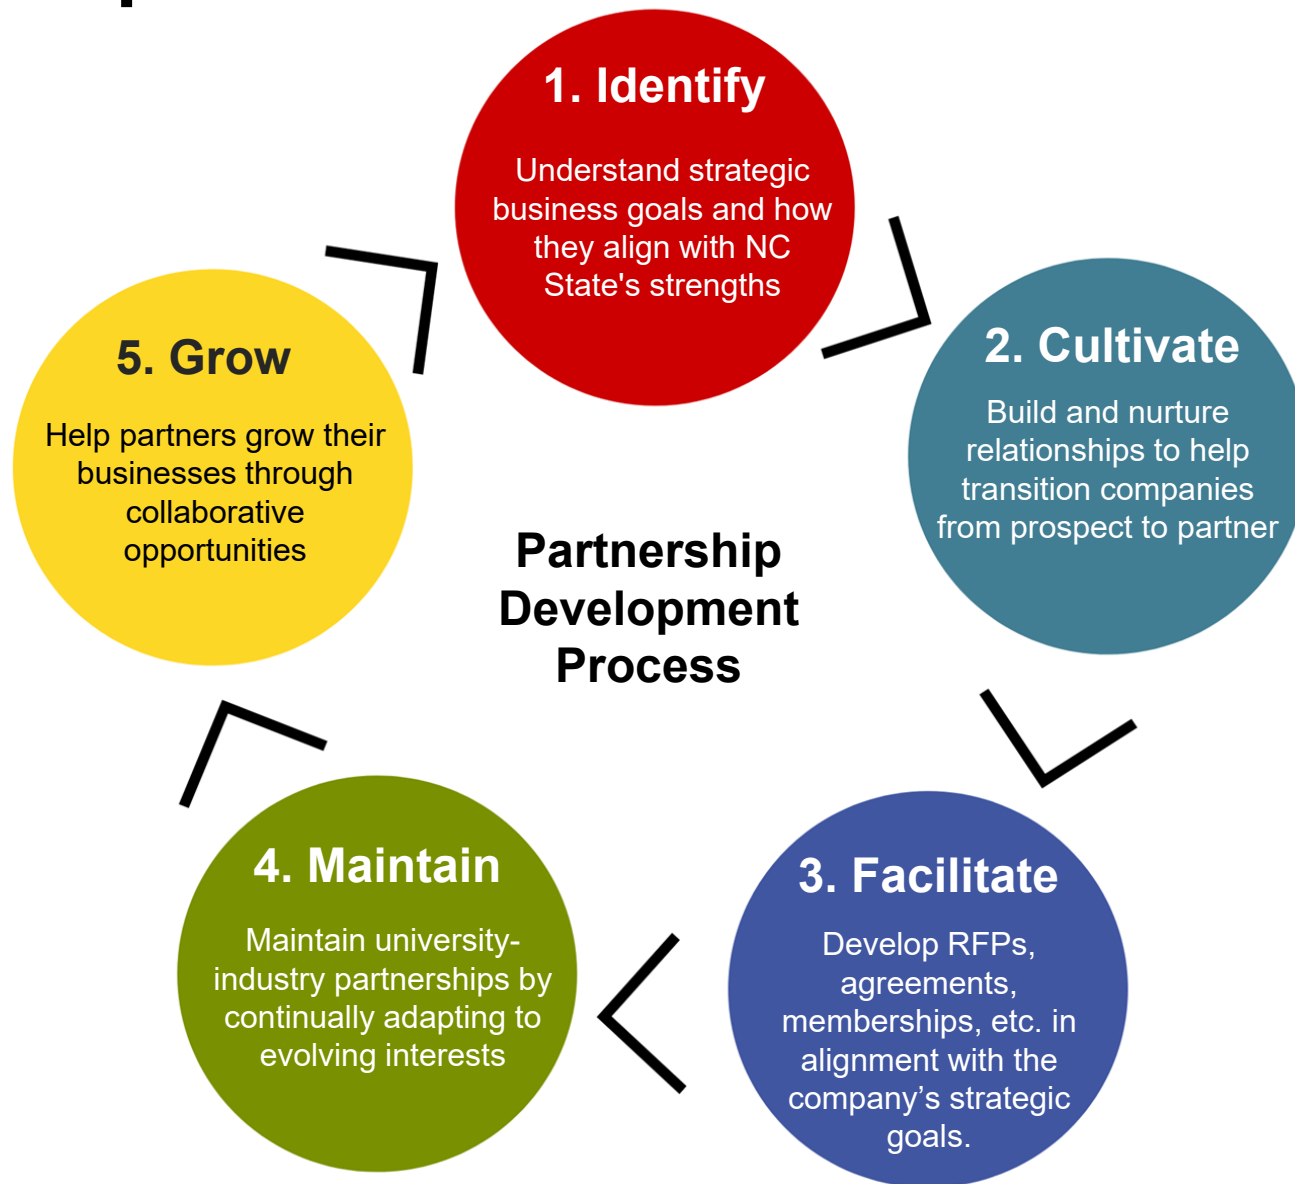 1. Identify
Understand strategic
business goals and how
they align with NC
State's strengths
2. Cultivate
Build and nurture
relationships to help
transition companies
from prospect to partner
3. Facilitate
Develop RFPs,
agreements,
memberships, etc. in
alignment with the
company’s strategic
goals.
4. Maintain
Maintain university-
industry partnerships by
continually adapting to
evolving interests
5. Grow
Help partners grow their
businesses through
collaborative
opportunities
Partnership
Development
Process